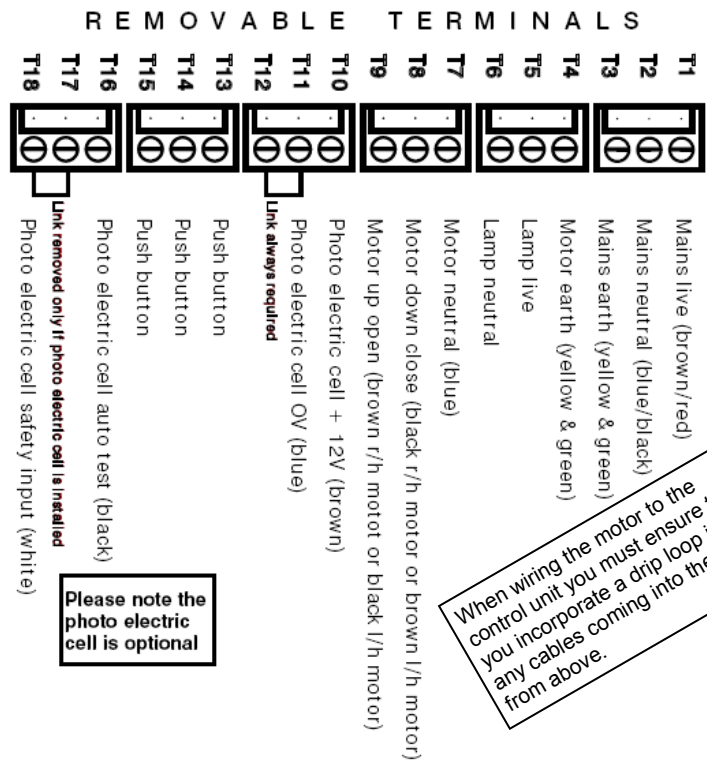 REMOVABLE TERMINALS
T18 T17 T16 T15 T14 T13 T12 T11 T10 T9 T8 T7 T6 T5 T4 T3 T2 T1
Mains live (brown/red)
Mains neutral (blue/black)
Mains earth (yellow & green)
Motor earth (yellow & green)
Lamp live
Lamp neutral
Motor neutral (blue)
Motor down close (black r/h motor or brown l/h motor)
Motor up open (brown r/h motot or black l/h motor)
Photo electric cell + 12V (brown)
Photo electric cell OV (blue)
Link always required
Push button
Push button
Push button
Photo electric cell auto test (black)
Link removed only if photo electric cell is installed
Photo electric cell safety input (white)
Please note the
photo electric
cell is optional
When wiring the motor to the
control unit you must ensure
you incorporate a drip loop
any cables coming into the
from above.